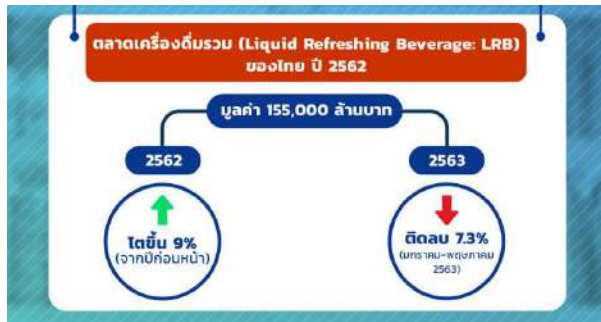 ตลาดเครื่องดื่มรวม (Liquid Refreshing Beverage: LRB)
ของไทย ปี 2562
มูลค่า 155,000 ล้านบาท
2562
2563
โตขึ้น 9%
(จากปีก่อนหน้า)
ติดลบ 7.3%
(มกราคม-พฤษภาคม
2563)